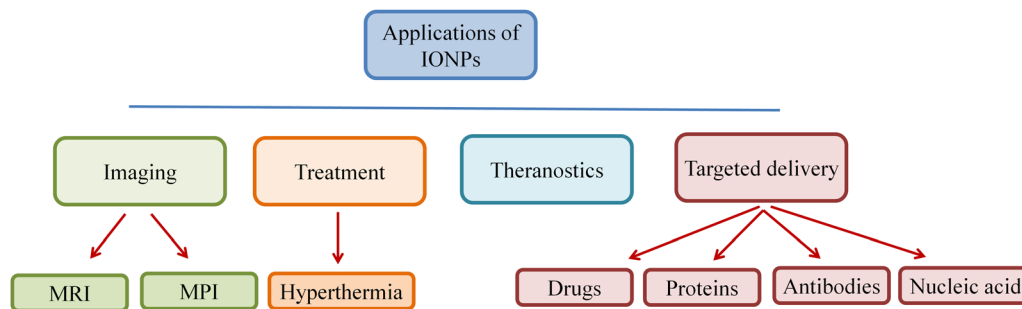 Applications of
IONPs
Imaging
Treatment
Theranostics
Targeted delivery
MRI
MPI
Hyperthermia
Drugs
Proteins
Antibodies
Nucleic acid